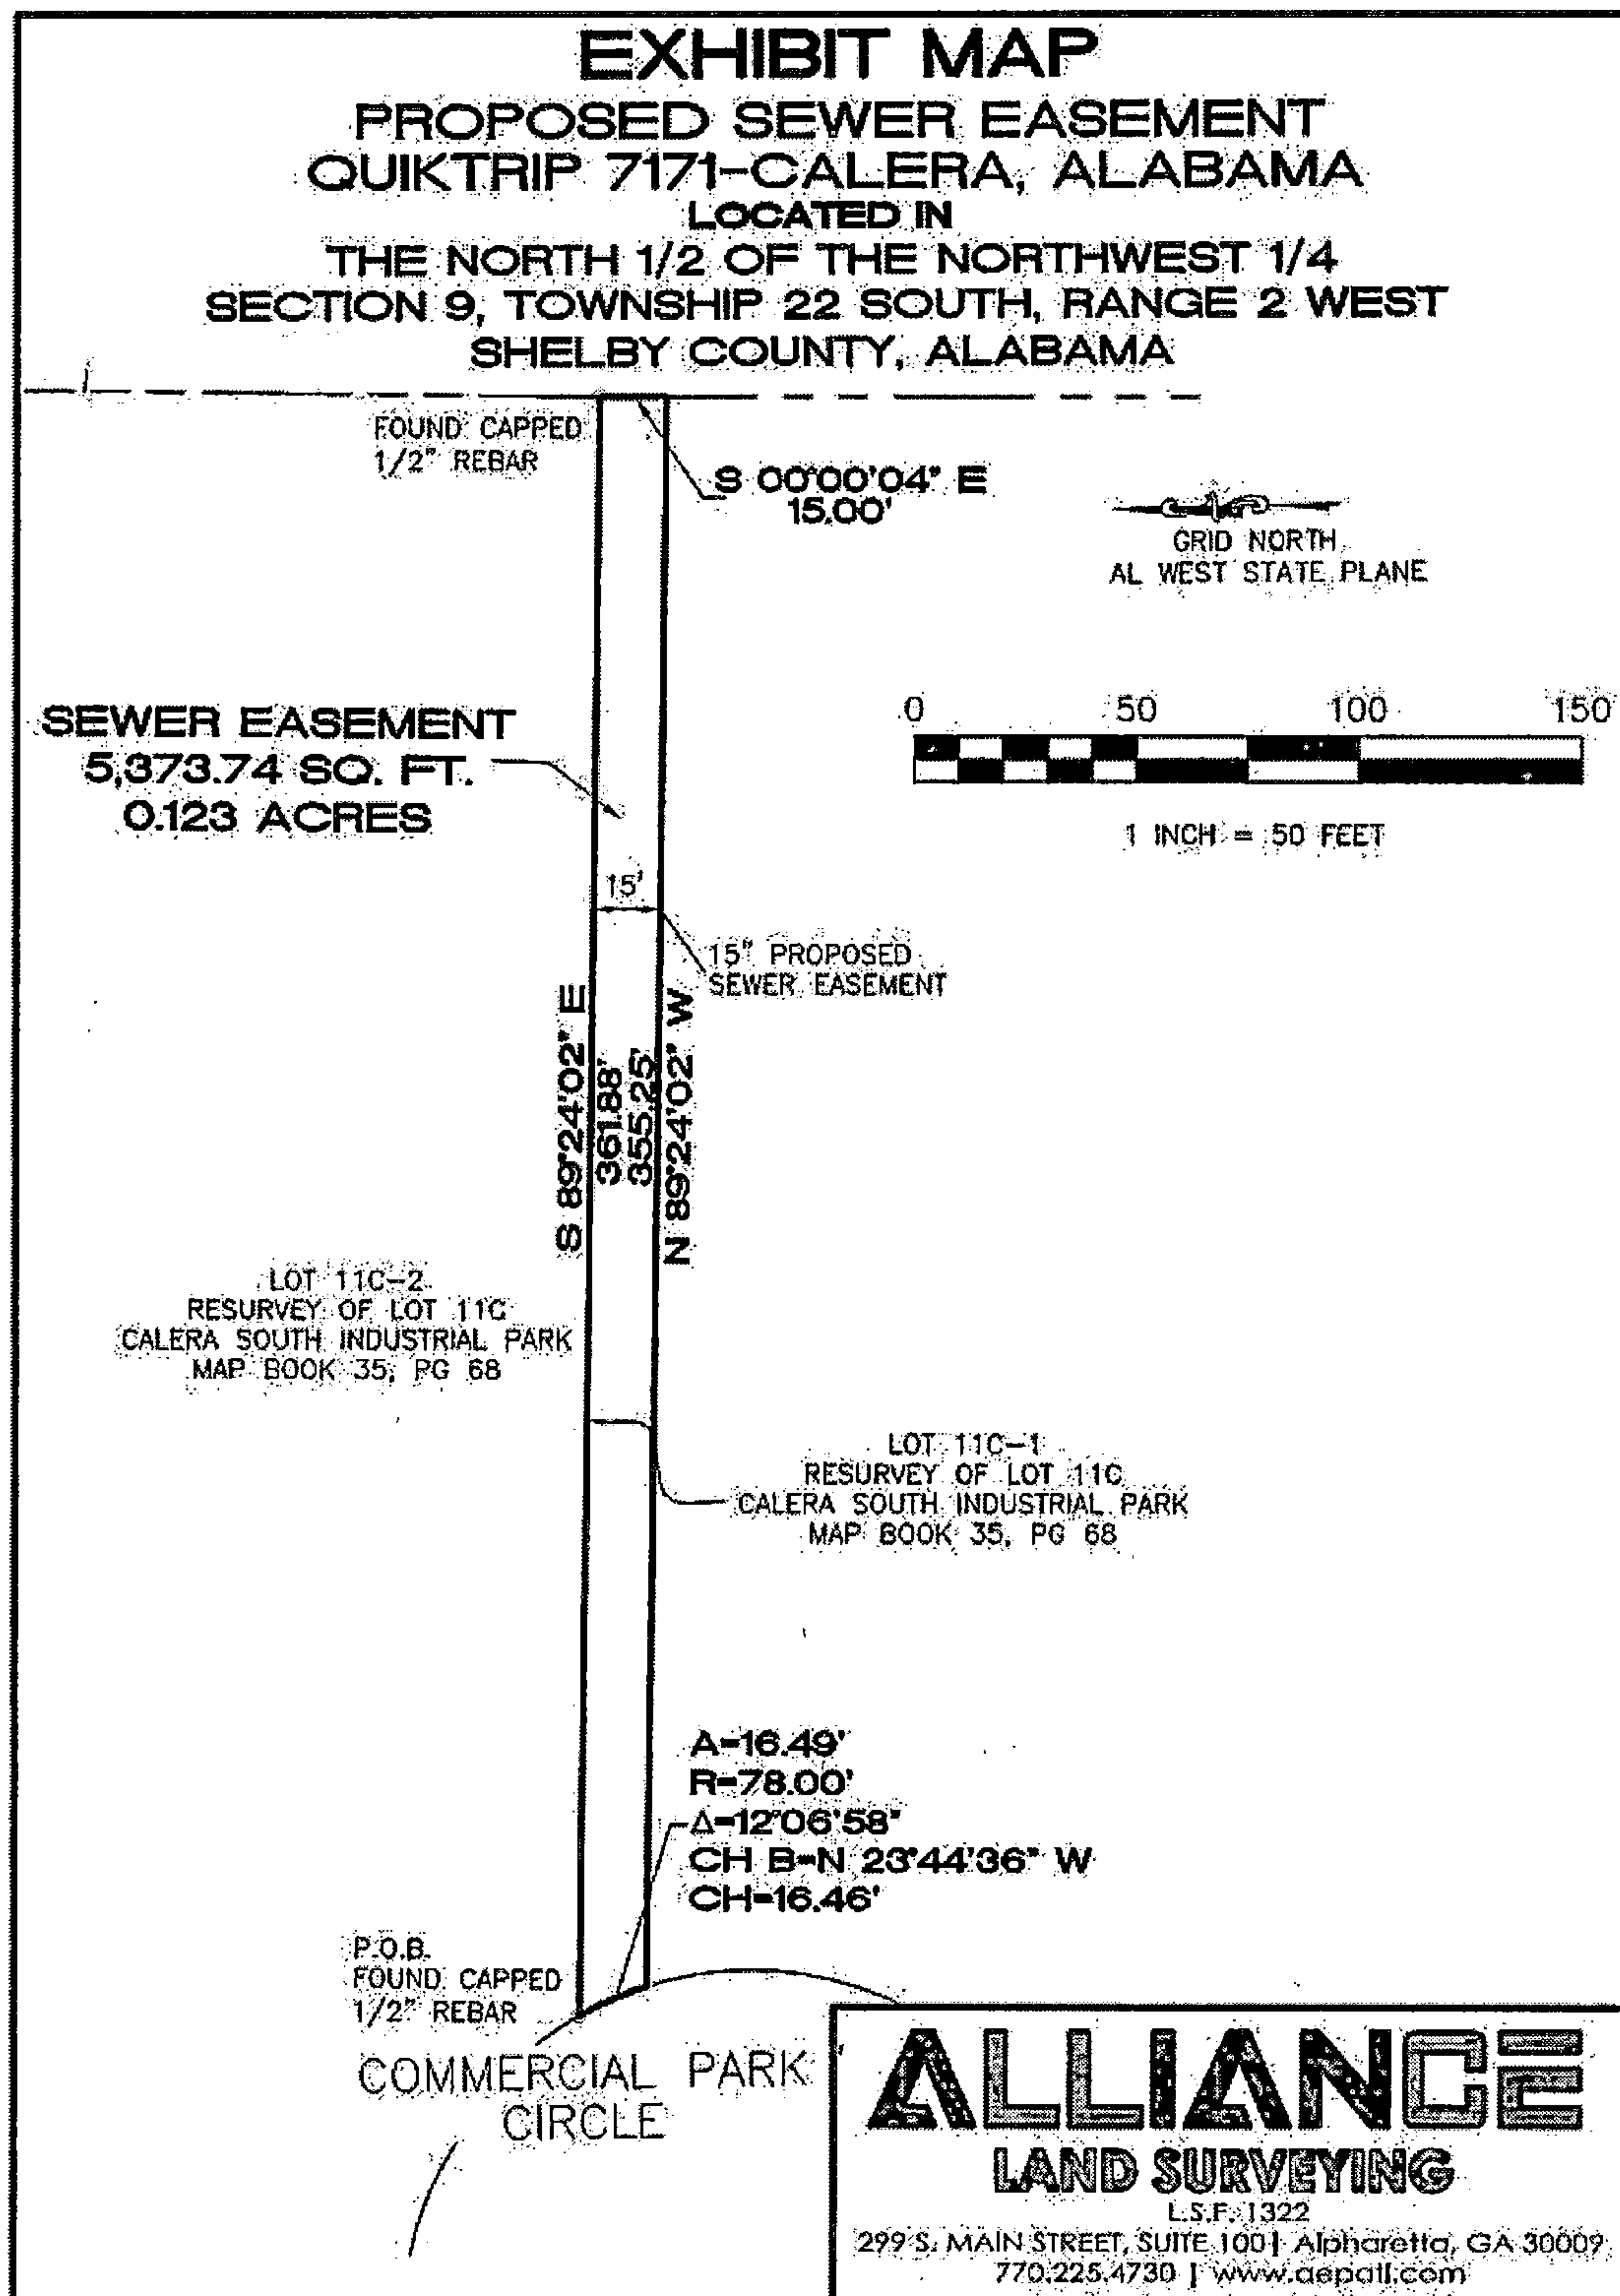 EXHIBIT MAP
PROPOSED SEWER EASEMENT
QUIKTRIP 7171-CALERA, ALABAMA
LOCATED IN
THE NORTH 1/2 OF THE NORTHWEST 1/4
SECTION 9, TOWNSHIP 22 SOUTH, RANGE 2 WEST
SHELBY COUNTY, ALABAMA
FOUND CAPPED
1/2" REBAR
S 00°00'04" E
15.00'
GRID NORTH
AL WEST STATE PLANE
0 50 100 150
1 INCH = 50 FEET
SEWER EASEMENT
5,373.74 SQ. FT.
0.123 ACRES
15'
15" PROPOSED
SEWER EASEMENT
S 89°24'02" E
361.88'
355.25'
N 89°24'02" W
LOT 11C-2
RESURVEY OF LOT 11C
CALERA SOUTH INDUSTRIAL PARK
MAP BOOK 35, PG 68
LOT 11C-1
RESURVEY OF LOT 11C
CALERA SOUTH INDUSTRIAL PARK
MAP BOOK 35, PG 68
A=16.49'
R=78.00'
Δ=12°06'58"
CH B=N 23°44'36" W
CH=16.46'
P.O.B.
FOUND CAPPED
1/2" REBAR
COMMERCIAL PARK
CIRCLE
ALLIANCE
LAND SURVEYING
L.S.F. 1322
299 S. MAIN STREET, SUITE 100 | Alpharetta, GA 30009
770.225.4730 | www.aepatl.com